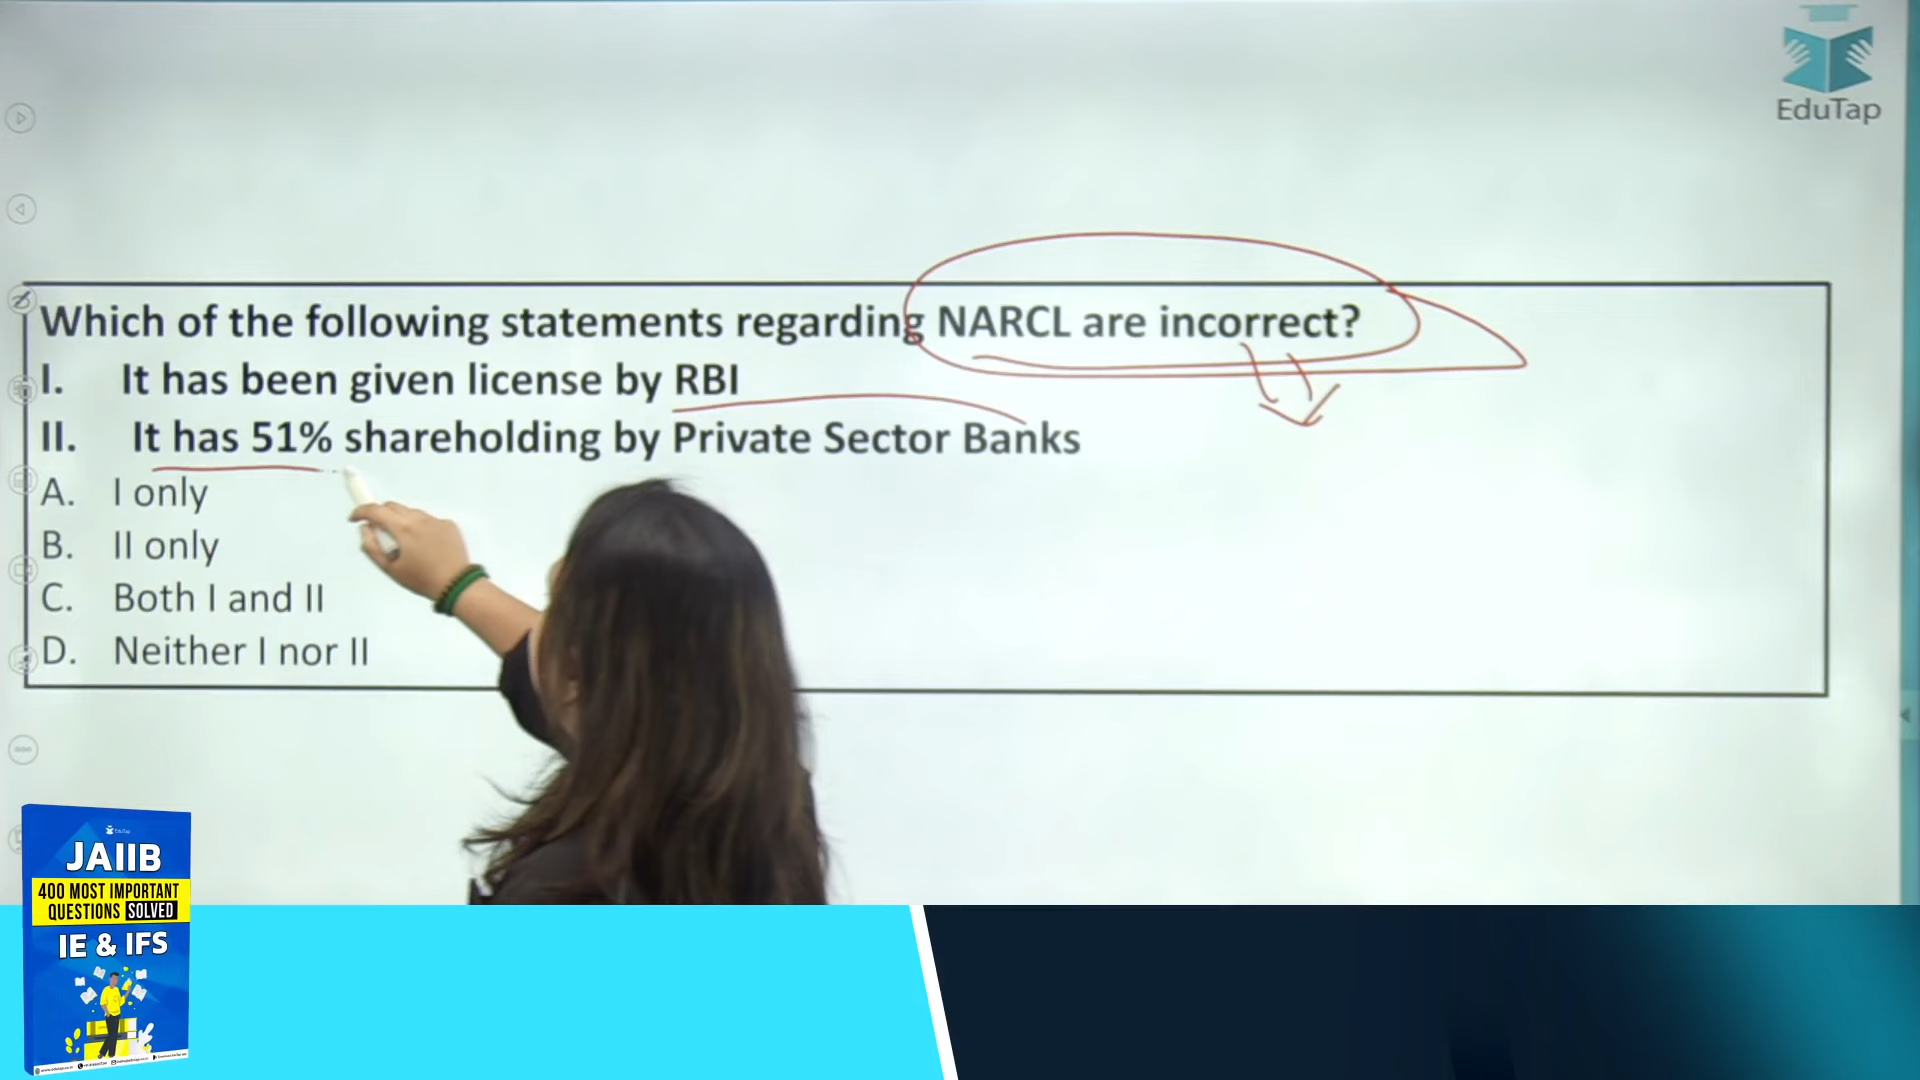 EduTap
Which of the following statements regarding NARCL are incorrect?
I. It has been given license by RBI
II. It has 51% shareholding by Private Sector Banks
A. I only
B. II only
C. Both I and II
D. Neither I nor II
EduTap
JAIIB
400 MOST IMPORTANT
QUESTIONS SOLVED
IE & IFS